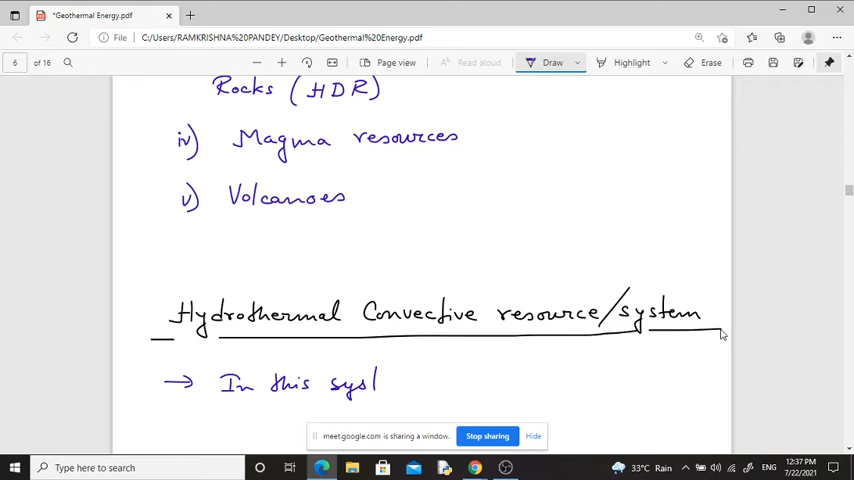 *Geothermal Energy.pdf
File C:/Users/RAMKRISHNA%20PANDEY/Desktop/Geothermal%20Energy.pdf
6 of 16 Page view Read aloud Draw Highlight Erase
Rocks (HDR)
iv) Magma resources
v) Volcanoes
Hydrothermal Convective resource/system
→ In this syst
meet.google.com is sharing a window. Stop sharing Hide
Type here to search
33°C Rain ENG 12:37 PM
7/22/2021